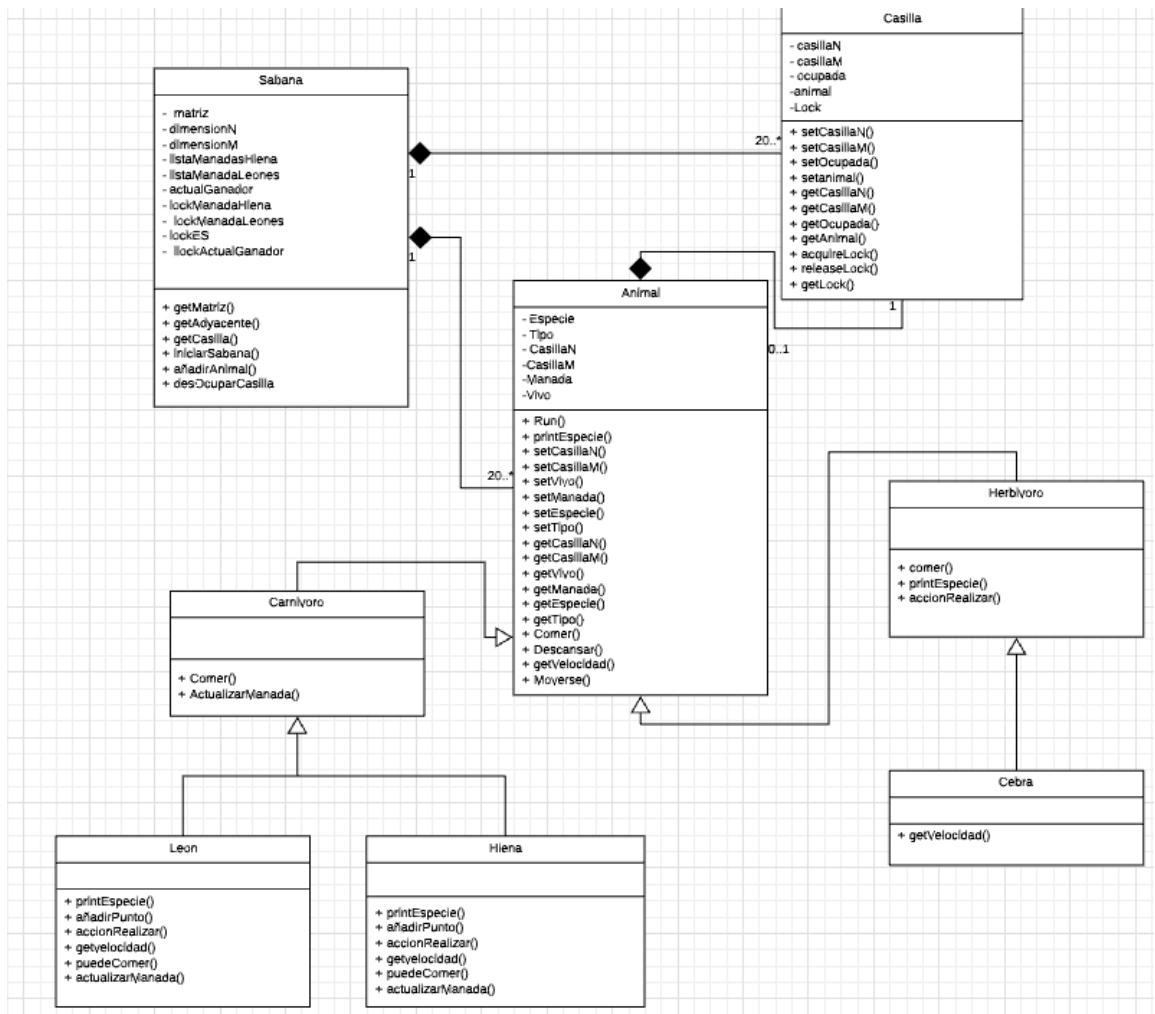 Casilla
- casillaN
- casillaM
- ocupada
-animal
-Lock
+ setCasillaN()
+ setCasillaM()
+ setOcupada()
+ setanimal()
+ getCasillaN()
+ getCasillaM()
+ getOcupada()
+ getAnimal()
+ acquireLock()
+ releaseLock()
+ getLock()
Sabana
- matriz
- dimensionN
- dimensionM
- listaManadasHiena
- listaManadaLeones
- actualGanador
- lockManadaHiena
- lockManadaLeones
- lockES
- llockActualGanador
+ getMatriz()
+ getAdyacente()
+ getCasilla()
+ iniciarSabana()
+ añadirAnimal()
+ desOcuparCasilla
1
20..*
1
20..*
1
0..1
Animal
- Especie
- Tipo
- CasillaN
-CasillaM
-Manada
-Vivo
+ Run()
+ printEspecie()
+ setCasillaN()
+ setCasillaM()
+ setVivo()
+ setManada()
+ setEspecie()
+ setTipo()
+ getCasillaN()
+ getCasillaM()
+ getVivo()
+ getManada()
+ getEspecie()
+ getTipo()
+ Comer()
+ Descansar()
+ getVelocidad()
+ Moverse()
Herbivoro
+ comer()
+ printEspecie()
+ accionRealizar()
Carnivoro
+ Comer()
+ ActualizarManada()
Cebra
+ getVelocidad()
Leon
+ printEspecie()
+ añadirPunto()
+ accionRealizar()
+ getvelocidad()
+ puedeComer()
+ actualizarManada()
Hiena
+ printEspecie()
+ añadirPunto()
+ accionRealizar()
+ getvelocidad()
+ puedeComer()
+ actualizarManada()